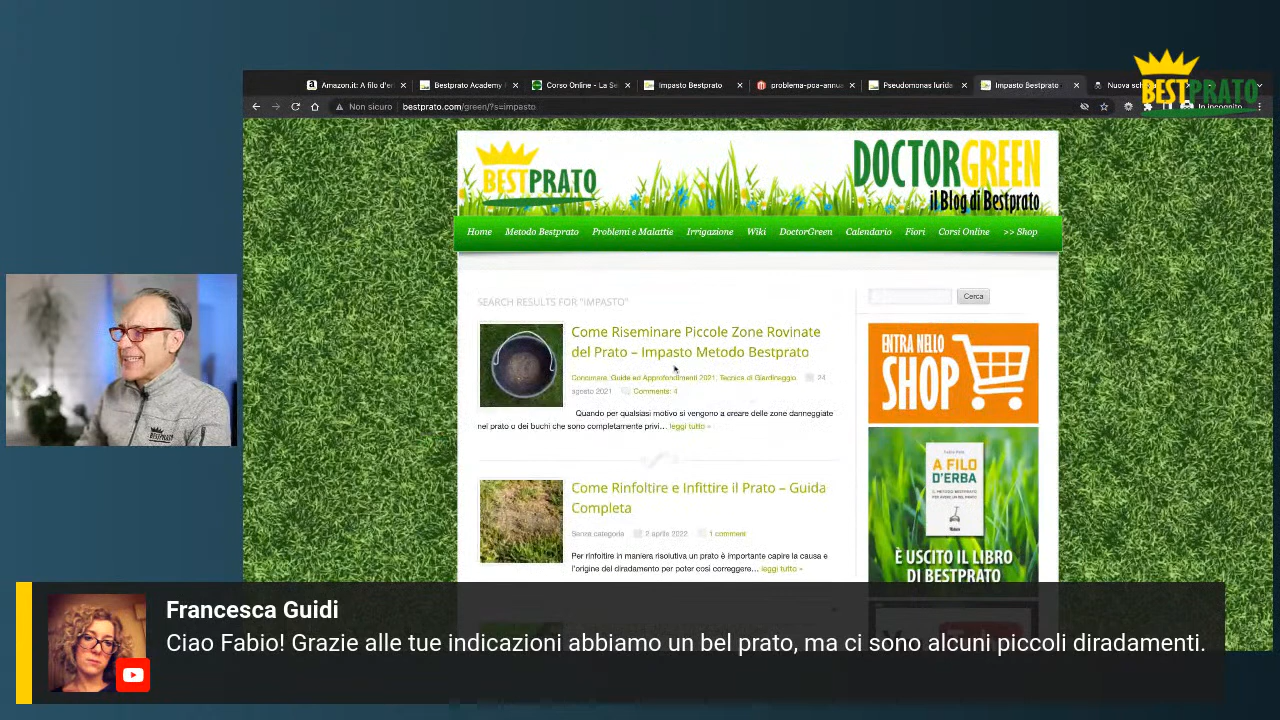 Amazon.it: A filo d'er
Bestprato Academy
Corso Online - La Se
Impasto Bestprato
problema-poa-annua
Pseudomonas lurida
Impasto Bestprato
Nuova sch
Non sicuro bestprato.com/green/?s=impasto
In incognito
BESTPRATO
BESTPRATO
DOCTORGREEN
il Blog di Bestprato
Home Metodo Bestprato Problemi e Malattie Irrigazione Wiki DoctorGreen Calendario Fiori Corsi Online >> Shop
SEARCH RESULTS FOR "IMPASTO"
Cerca
Come Riseminare Piccole Zone Rovinate
del Prato – Impasto Metodo Bestprato
Concimare, Guide ed Approfondimenti 2021, Tecnica di Giardinaggio 24
agosto 2021 Comments: 4
Quando per qualsiasi motivo si vengono a creare delle zone danneggiate
nel prato o dei buchi che sono completamente privi... leggi tutto »
Come Rinfoltire e Infittire il Prato – Guida
Completa
Senza categoria 2 aprile 2022 1 comment
Per rinfoltire in maniera risolutiva un prato è importante capire la causa e
l'origine del diradamento per poter così correggere... leggi tutto »
ENTRA NELLO
SHOP
A FILO
D'ERBA
È USCITO IL LIBRO
DI BESTPRATO
Francesca Guidi
Ciao Fabio! Grazie alle tue indicazioni abbiamo un bel prato, ma ci sono alcuni piccoli diradamenti.